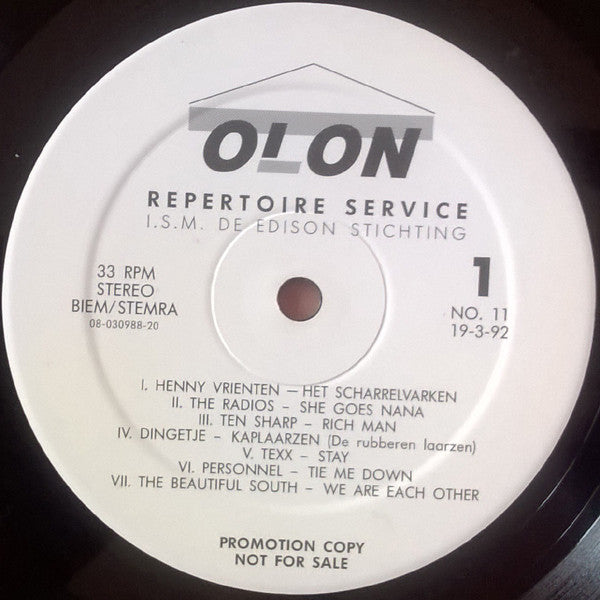 OLON
REPERTOIRE SERVICE
I.S.M. DE EDISON STICHTING
33 RPM
STEREO
BIEM/STEMRA
08-030988-20
1
NO. 11
19-3-92
I. HENNY VRIENTEN – HET SCHARRELVARKEN
II. THE RADIOS – SHE GOES NANA
III. TEN SHARP – RICH MAN
IV. DINGETJE – KAPLAARZEN (De rubberen laarzen)
V. TEXX – STAY
VI. PERSONNEL – TIE ME DOWN
VII. THE BEAUTIFUL SOUTH – WE ARE EACH OTHER
PROMOTION COPY
NOT FOR SALE